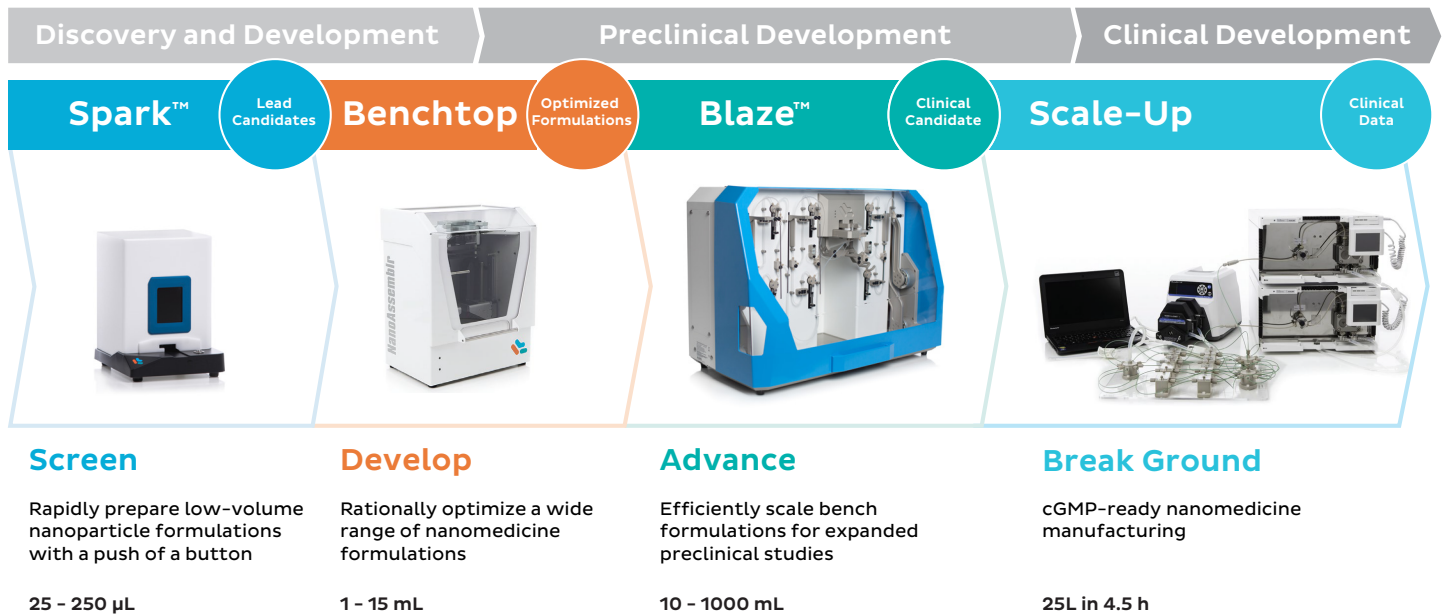 Discovery and Development
Preclinical Development
Clinical Development
Spark™
Lead
Candidates
Benchtop
Optimized
Formulations
Blaze™
Clinical
Candidate
Scale-Up
Clinical
Data
NanoAssemblr
Screen
Rapidly prepare low-volume
nanoparticle formulations
with a push of a button
25 - 250 µL
Develop
Rationally optimize a wide
range of nanomedicine
formulations
1 - 15 mL
Advance
Efficiently scale bench
formulations for expanded
preclinical studies
10 - 1000 mL
Break Ground
cGMP-ready nanomedicine
manufacturing
25L in 4.5 h